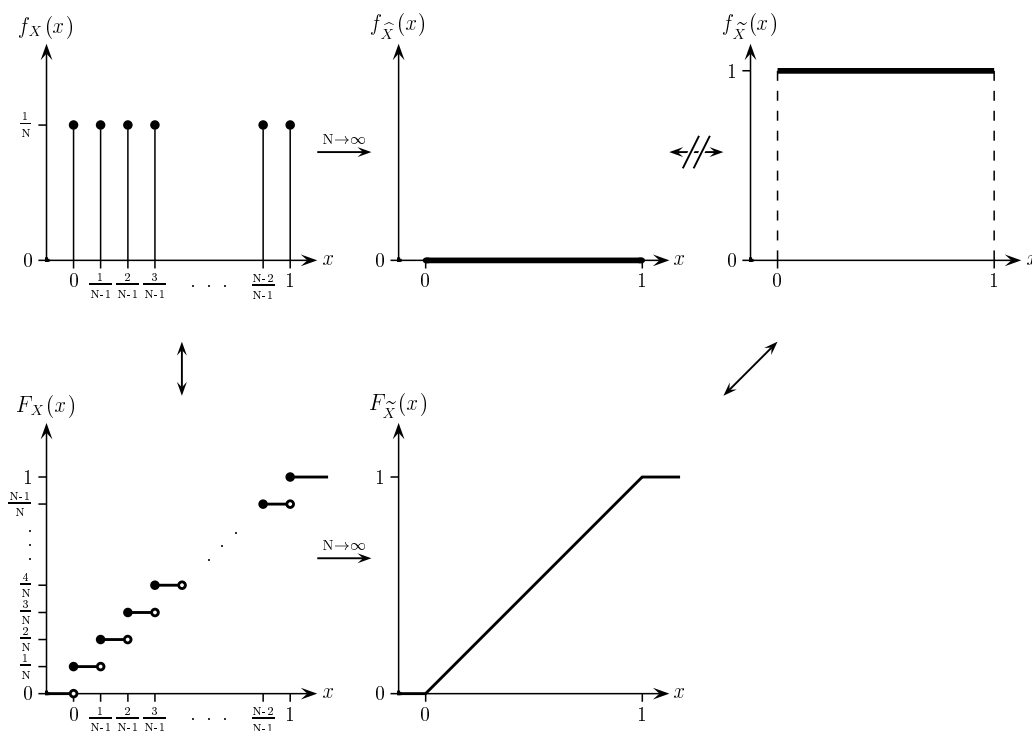 f_X(x)
1/N
0
0 1/N-1 2/N-1 3/N-1 . . . N-2/N-1 1
x
N→∞
f_X̂(x)
0
0 1
x
f_X̃(x)
1
0
0 1
x
F_X(x)
1
N-1/N
. . .
4/N
3/N
2/N
1/N
0
. . .
0 1/N-1 2/N-1 3/N-1 . . . N-2/N-1 1
x
N→∞
F_X̃(x)
1
0
0 1
x